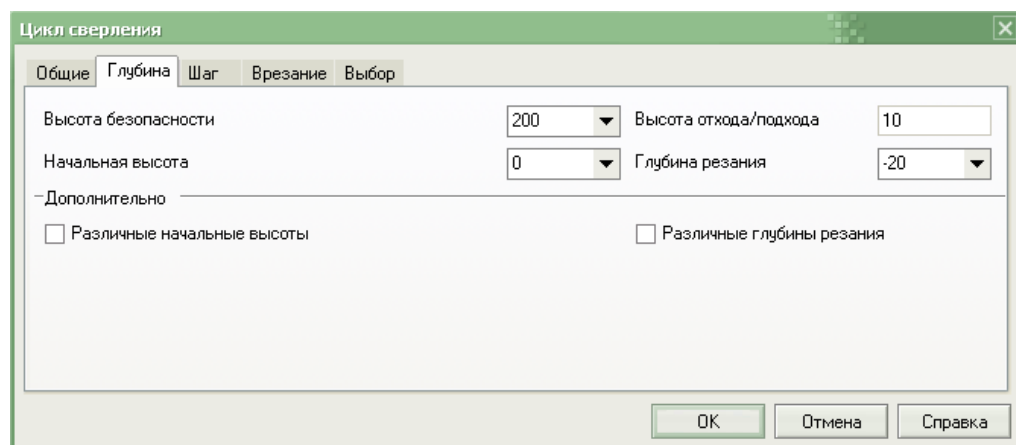 Цикл сверления
Общие Глубина Шаг Врезание Выбор
Высота безопасности 200 Высота отхода/подхода 10
Начальная высота 0 Глубина резания -20
Дополнительно
Различные начальные высоты Различные глубины резания
OK Отмена Справка